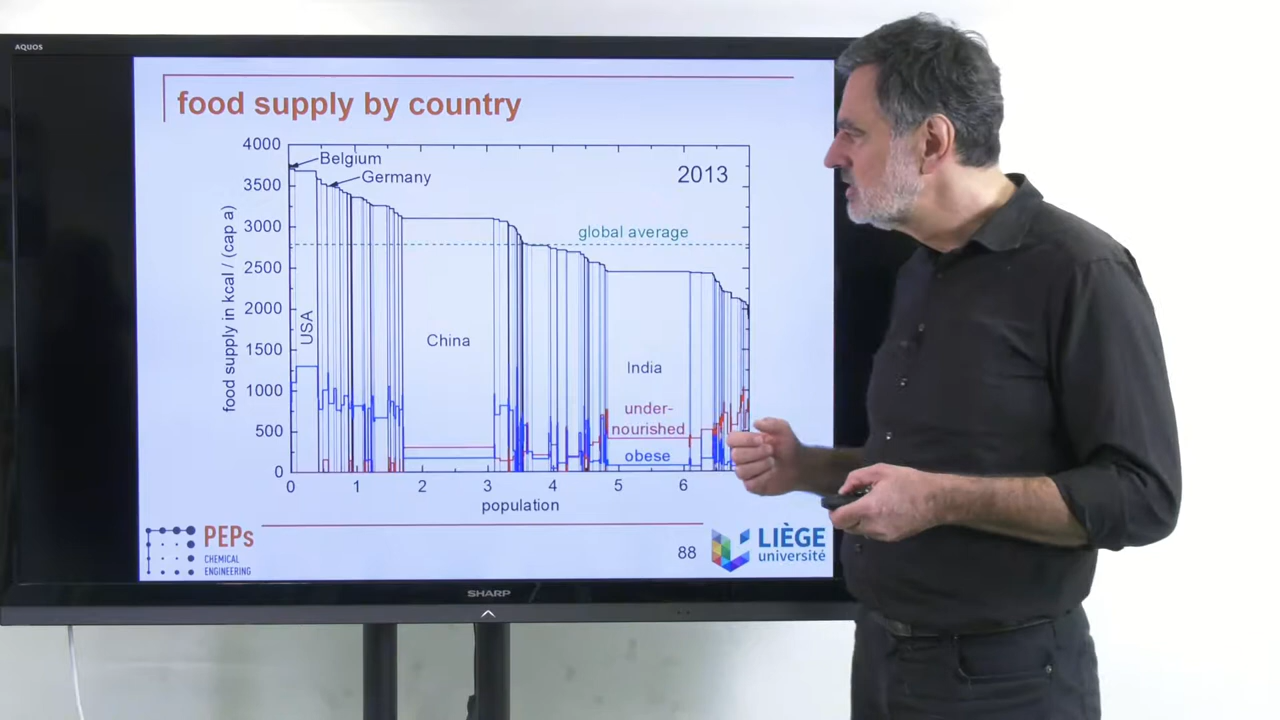 AQUOS
food supply by country
4000
3500
3000
2500
2000
1500
1000
500
0
food supply in kcal / (cap a)
Belgium
Germany
2013
global average
USA
China
India
under-
nourished
obese
0 1 2 3 4 5 6
population
PEPs
CHEMICAL
ENGINEERING
88
LIÈGE
université
SHARP